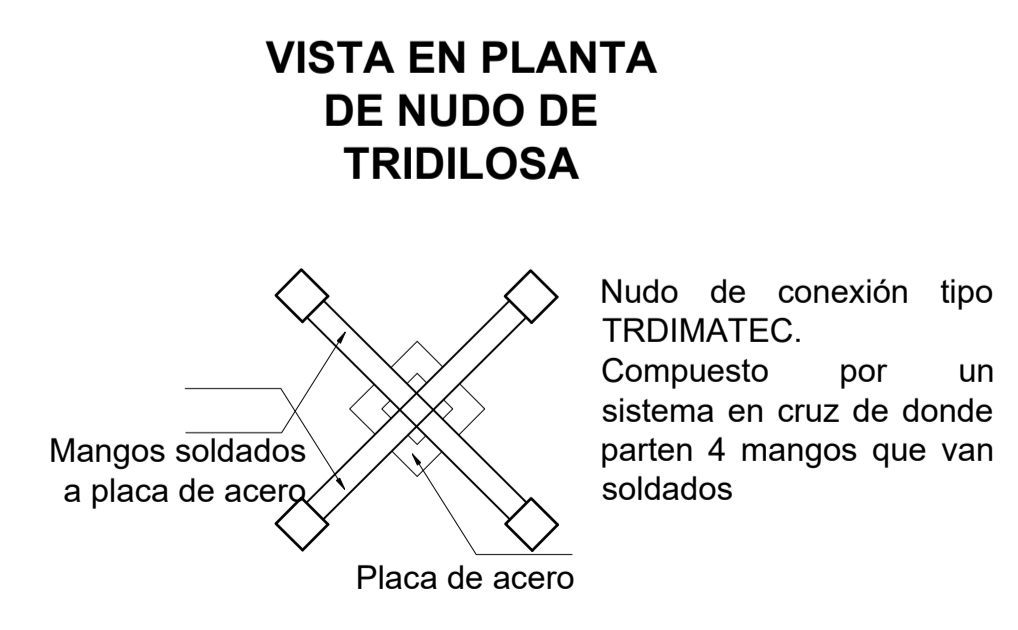 VISTA EN PLANTA
DE NUDO DE
TRIDILOSA
Nudo de conexión tipo
TRDIMATEC.
Compuesto por un
sistema en cruz de donde
parten 4 mangos que van
soldados
Mangos soldados
a placa de acero
Placa de acero